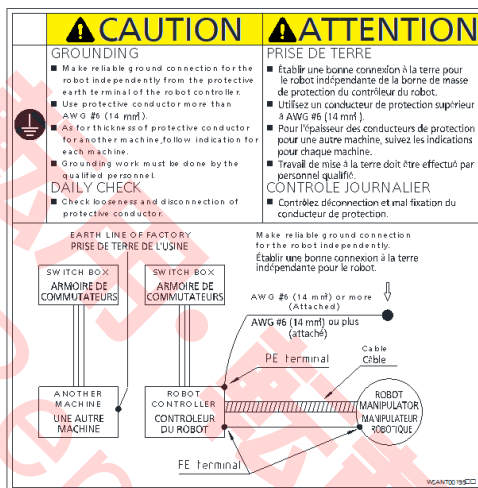 CAUTION
GROUNDING
■ Make reliable ground connection for the
robot independently from the protective
earth terminal of the robot controller.
■ Use protective conductor more than
AWG #6 (14 mm²).
■ As for thickness of protective conductor
for another machine, follow indication for
each machine.
■ Grounding work must be done by the
qualified personnel.
DAILY CHECK
■ Check looseness and disconnection of
protective conductor.
ATTENTION
PRISE DE TERRE
■ Établir une bonne connexion à la terre pour
le robot indépendante de la borne de masse
de protection du contrôleur du robot.
■ Utilisez un conducteur de protection supérieur
à AWG #6 (14 mm²).
■ Pour l'épaisseur des conducteurs de protection
pour une autre machine, suivez les indications
pour chaque machine.
■ Travail de mise à la terre doit être effectué par
personnel qualifié.
CONTROLE JOURNALIER
■ Contrôlez déconnection et mal fixation du
conducteur de protection.
EARTH LINE OF FACTORY
PRISE DE TERRE DE L'USINE
Make reliable ground connection
for the robot independently.
Établir une bonne connexion à la terre
indépendante pour le robot.
SWITCH BOX
ARMOIRE DE
COMMUTATEURS
SWITCH BOX
ARMOIRE DE
COMMUTATEURS
AWG #6 (14 mm²) or more
(Attached)
AWG #6 (14 mm²) ou plus
(attaché)
PE terminal
Cable
Câble
ANOTHER
MACHINE
UNE AUTRE
MACHINE
ROBOT
CONTROLLER
CONTROLEUR
DU ROBOT
ROBOT
MANIPULATOR
MANIPULATEUR
ROBOTIQUE
FE terminal